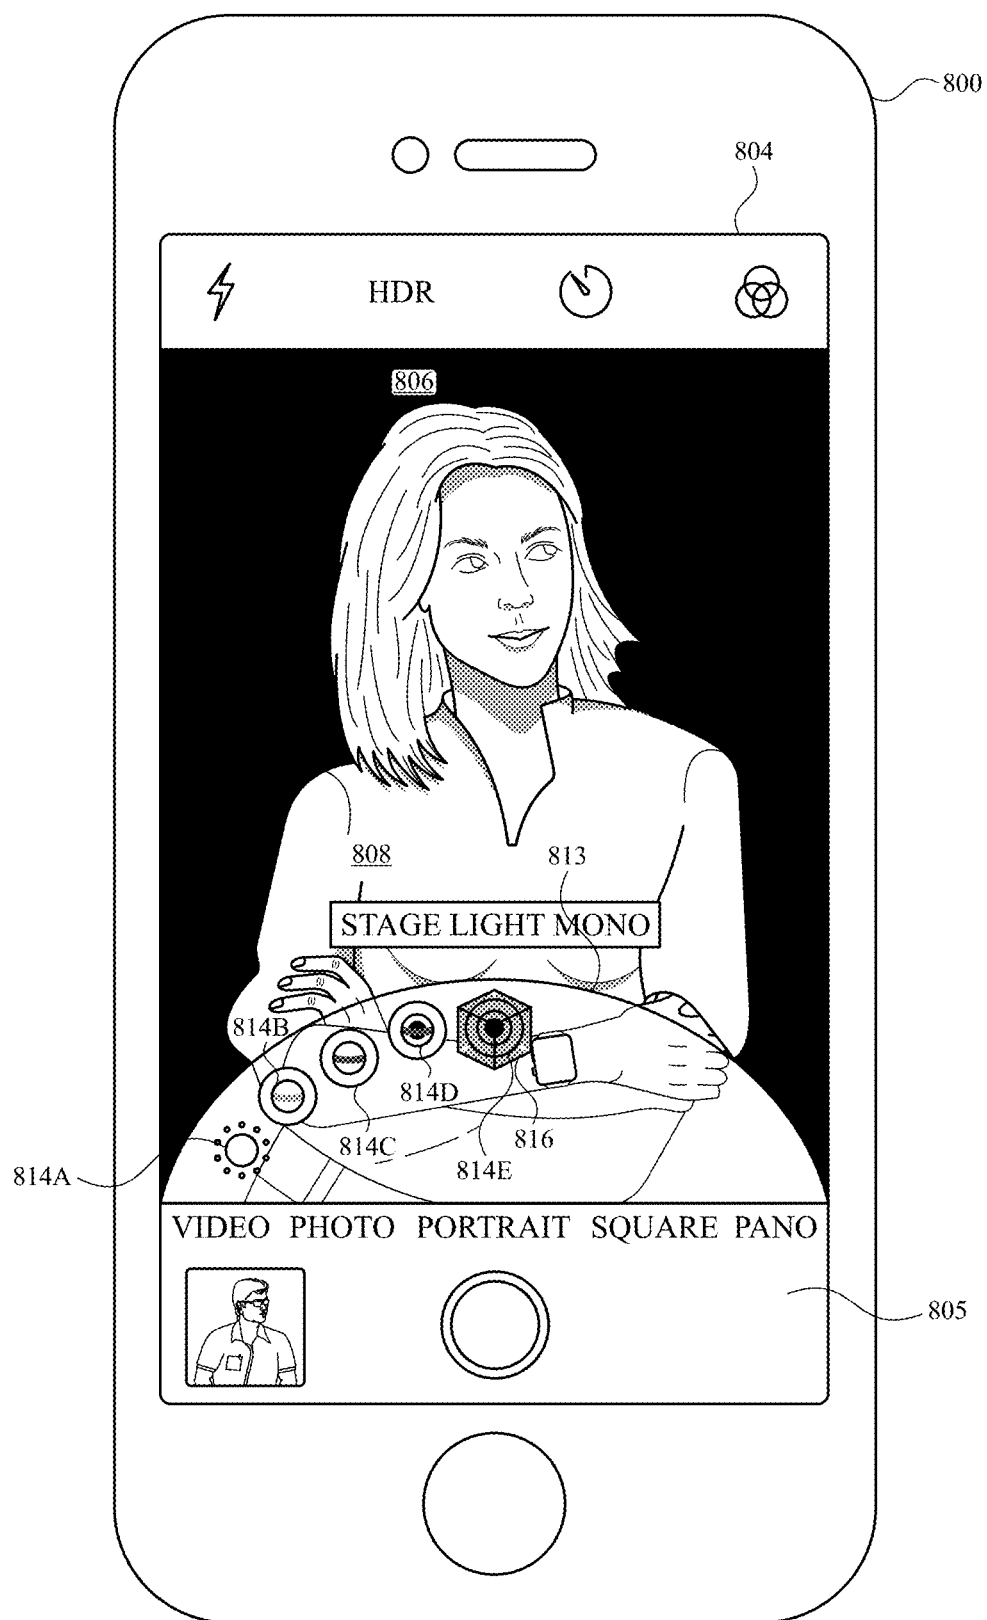 800
804
HDR
806
808
813
STAGE LIGHT MONO
814B
814D
814C
816
814E
814A
VIDEO PHOTO PORTRAIT SQUARE PANO
805